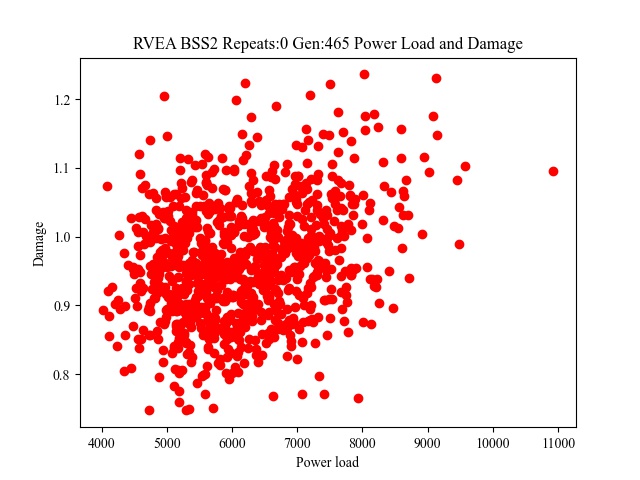 RVEA BSS2 Repeats:0 Gen:465 Power Load and Damage
1.2
1.1
1.0
0.9
0.8
Damage
4000 5000 6000 7000 8000 9000 10000 11000
Power load